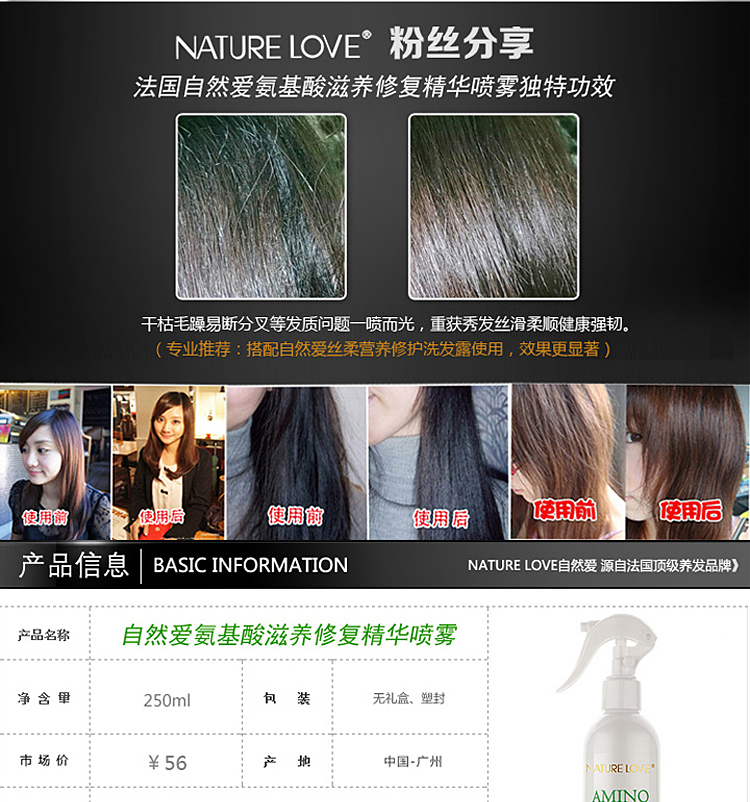 NATURE LOVE® 粉丝分享
法国自然爱氨基酸滋养修复精华喷雾独特功效
干枯毛躁易断分叉等发质问题一喷而光，重获秀发丝滑柔顺健康强韧。
（专业推荐：搭配自然爱丝柔营养修护洗发露使用，效果更显著）
使用前 使用后 使用前 使用后 使用前 使用后
产品信息 BASIC INFORMATION NATURE LOVE自然爱 源自法国顶级养发品牌》
产品名称 自然爱氨基酸滋养修复精华喷雾
净含量 250ml 包装 无礼盒、塑封
市场价 ￥56 产地 中国-广州
NATURE LOVE®
AMINO